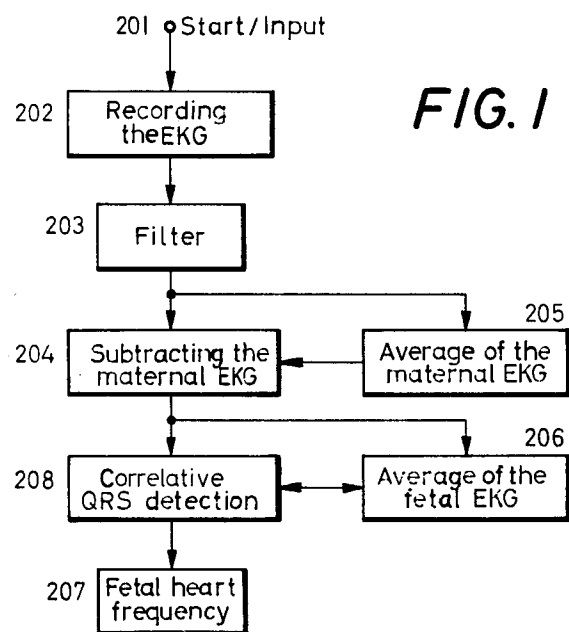 201 Start/Input
FIG. 1
202 Recording
the EKG
203 Filter
205
204 Subtracting the
maternal EKG
Average of the
maternal EKG
206
208 Correlative
QRS detection
Average of the
fetal EKG
207 Fetal heart
frequency